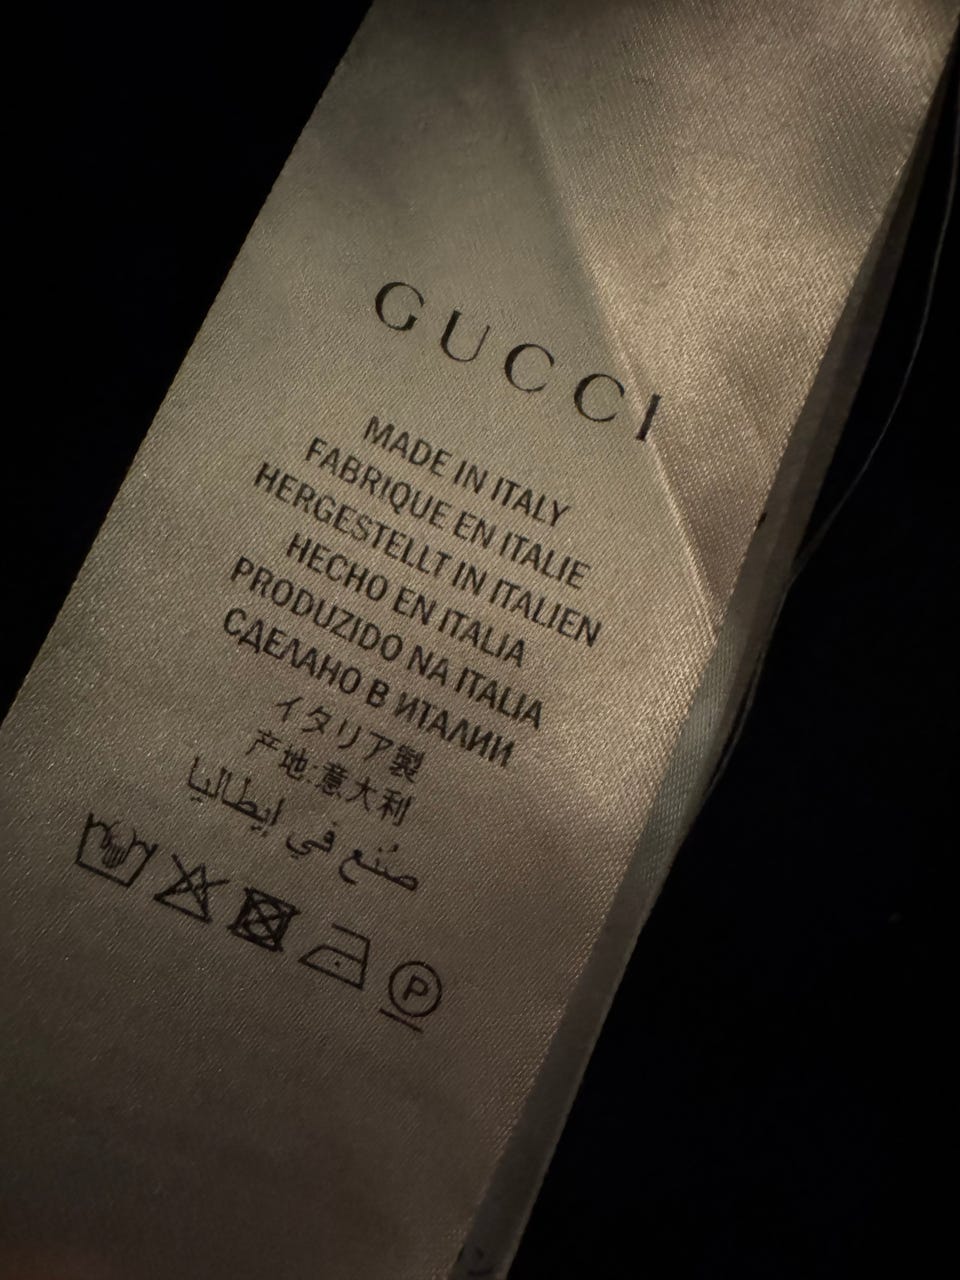 GUCCI
MADE IN ITALY
FABRIQUE EN ITALIE
HERGESTELLT IN ITALIEN
HECHO EN ITALIA
PRODUZIDO NA ITALIA
СДЕЛАНО В ИТАЛИИ
イタリア製
产地:意大利
صُنع في إيطاليا
P